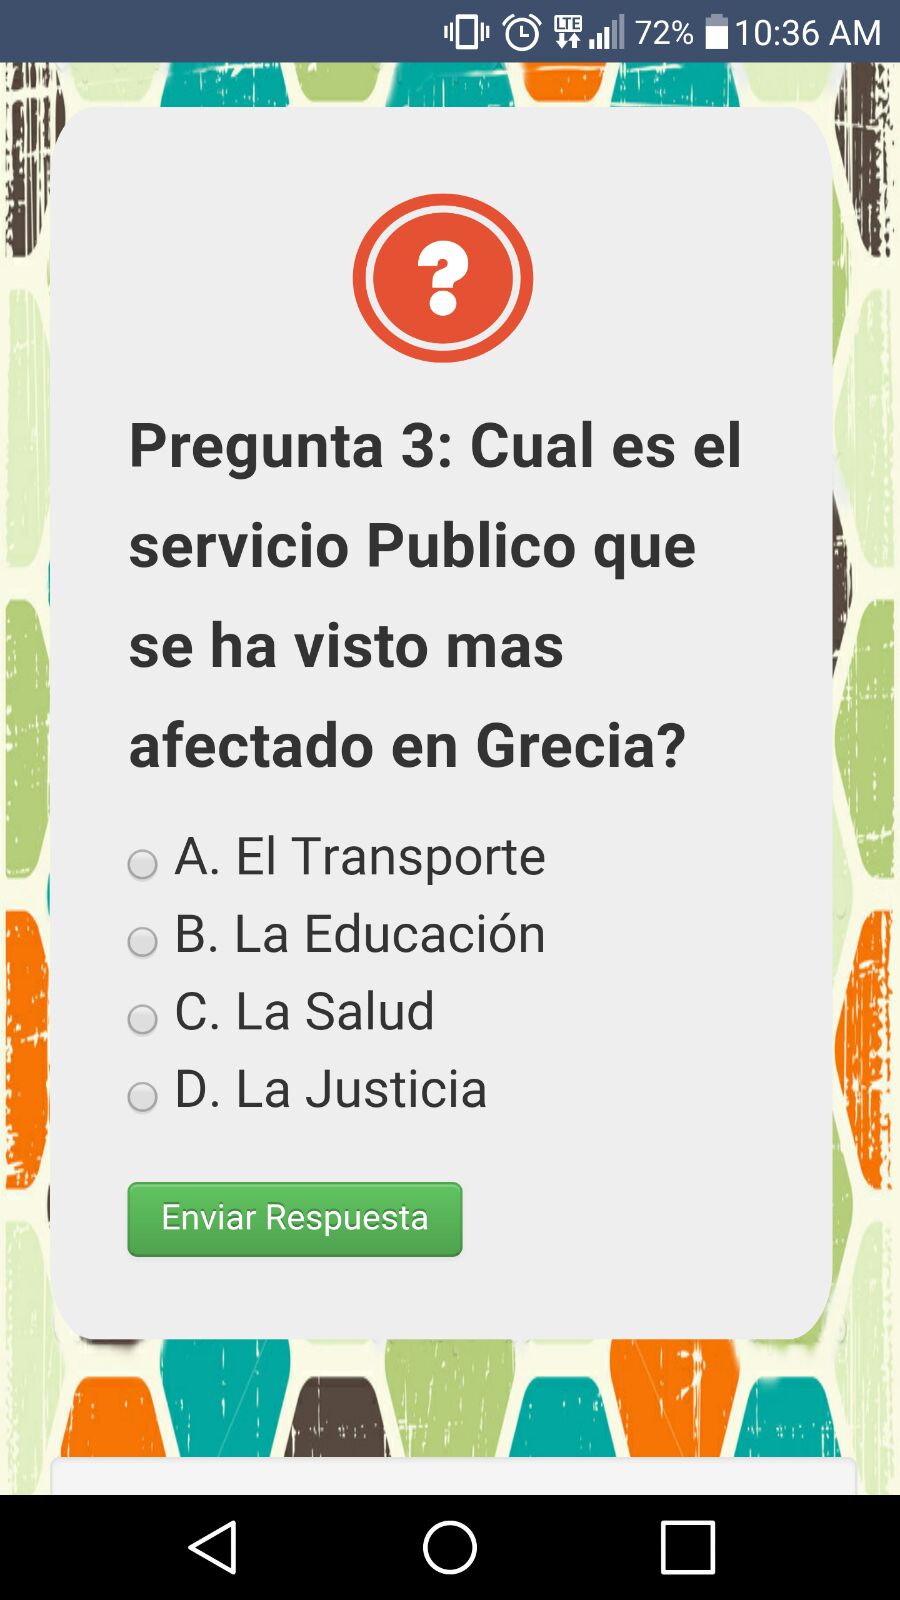 LTE 72% 10:36 AM
?
Pregunta 3: Cual es el
servicio Publico que
se ha visto mas
afectado en Grecia?
A. El Transporte
B. La Educación
C. La Salud
D. La Justicia
Enviar Respuesta